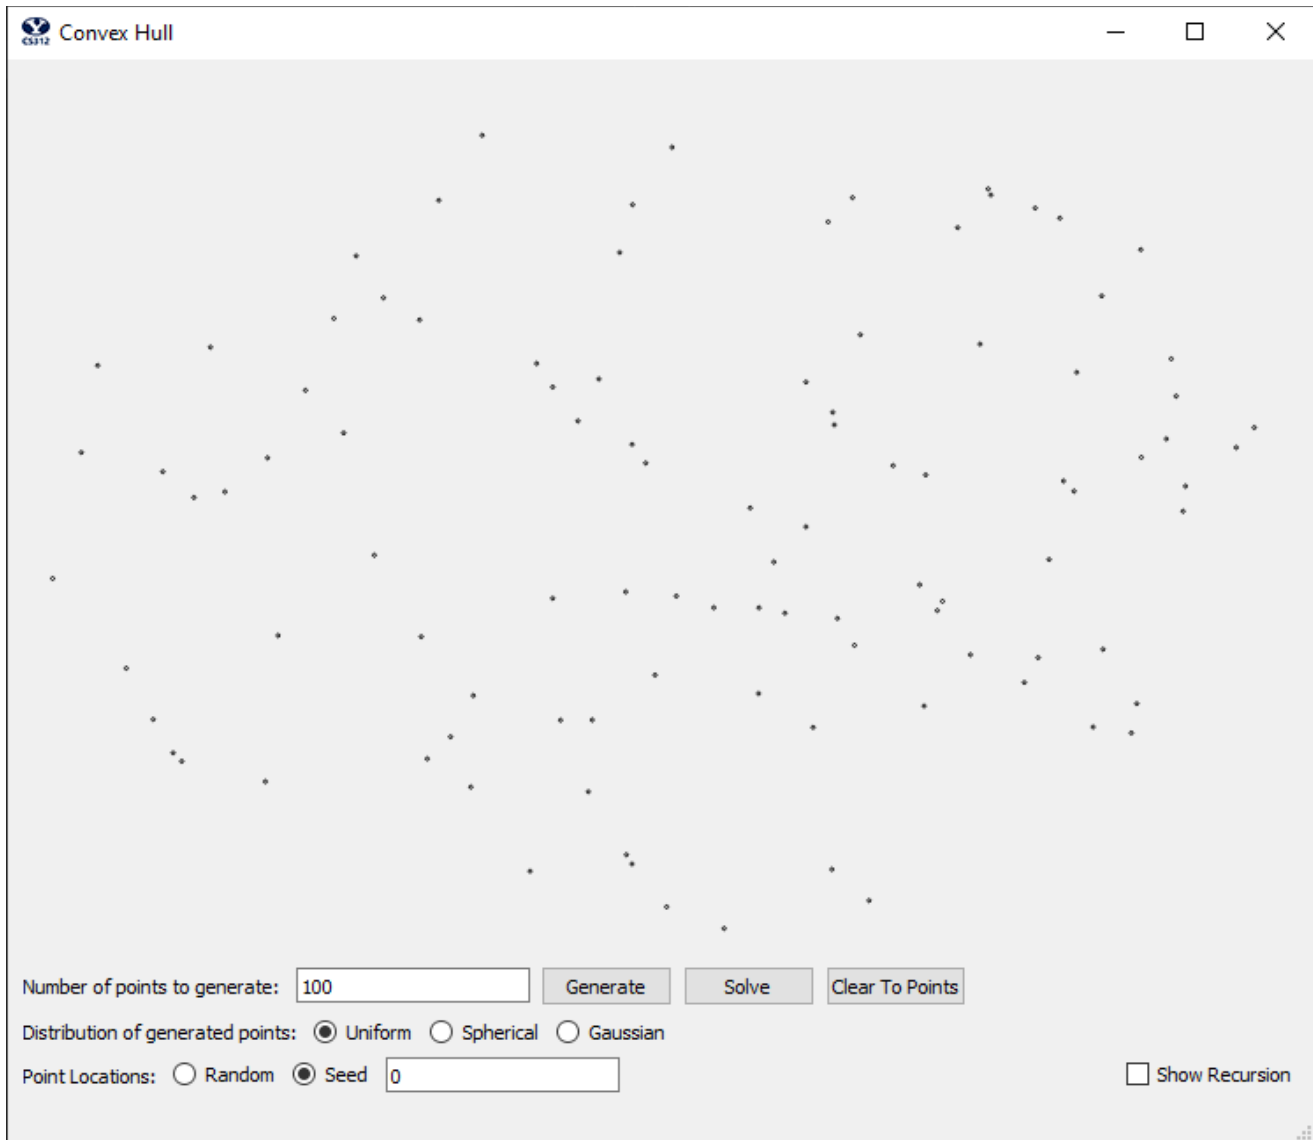 CS312 Convex Hull
Number of points to generate: 100 Generate Solve Clear To Points
Distribution of generated points: Uniform Spherical Gaussian
Point Locations: Random Seed 0 Show Recursion